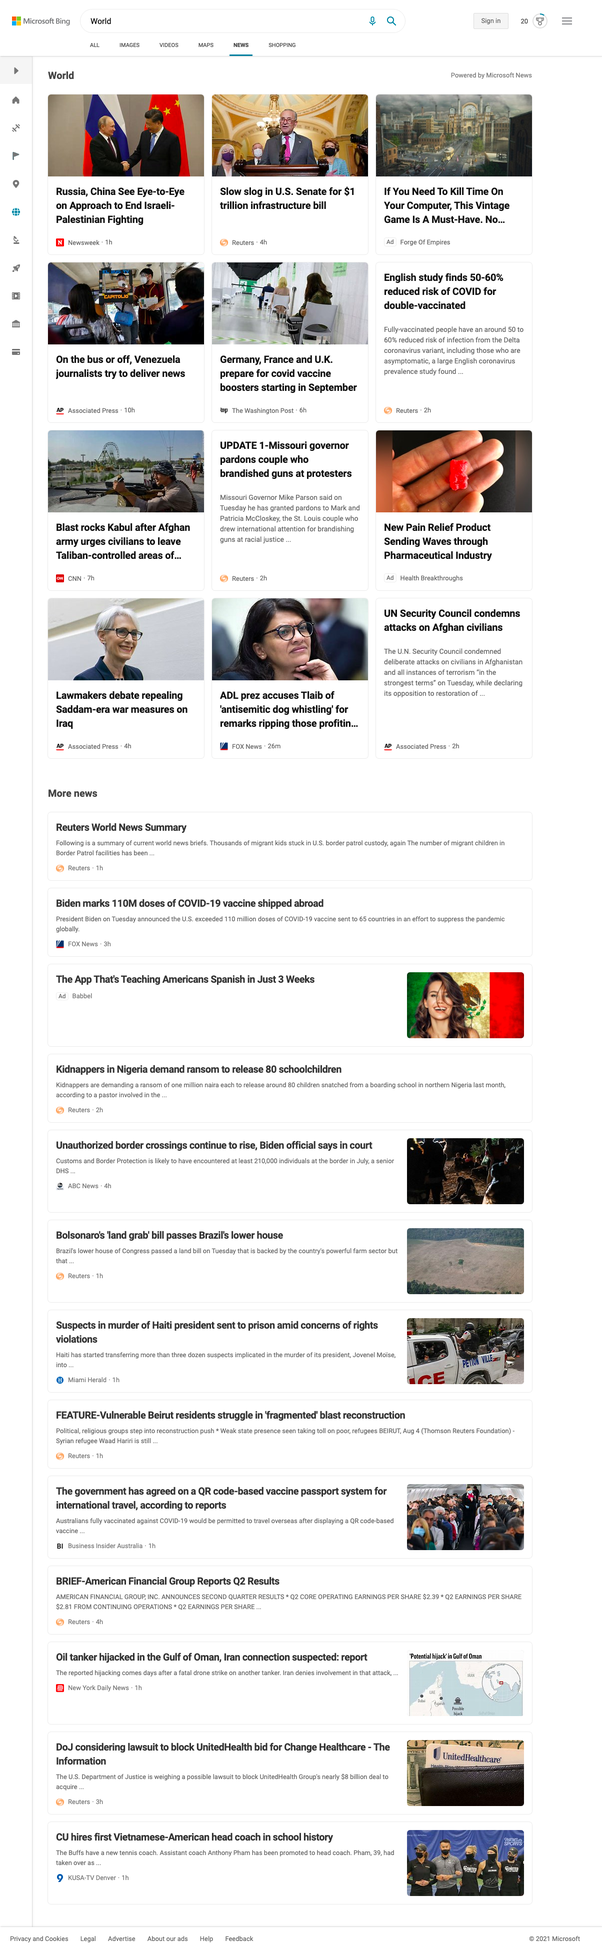 Microsoft Bing
World
Sign in
20
ALL
IMAGES
VIDEOS
MAPS
NEWS
SHOPPING
World
Powered by Microsoft News
Russia, China See Eye-to-Eye
on Approach to End Israeli-
Palestinian Fighting
Newsweek · 1h
Slow slog in U.S. Senate for $1
trillion infrastructure bill
Reuters · 4h
If You Need To Kill Time On
Your Computer, This Vintage
Game Is A Must-Have. No...
Ad Forge Of Empires
CAPITOLIO
On the bus or off, Venezuela
journalists try to deliver news
AP Associated Press · 10h
Germany, France and U.K.
prepare for covid vaccine
boosters starting in September
wp The Washington Post · 6h
English study finds 50-60%
reduced risk of COVID for
double-vaccinated
Fully-vaccinated people have an around 50 to
60% reduced risk of infection from the Delta
coronavirus variant, including those who are
asymptomatic, a large English coronavirus
prevalence study found ...
Reuters · 2h
Blast rocks Kabul after Afghan
army urges civilians to leave
Taliban-controlled areas of...
CNN · 7h
UPDATE 1-Missouri governor
pardons couple who
brandished guns at protesters
Missouri Governor Mike Parson said on
Tuesday he has granted pardons to Mark and
Patricia McCloskey, the St. Louis couple who
drew international attention for brandishing
guns at racial justice ...
Reuters · 2h
New Pain Relief Product
Sending Waves through
Pharmaceutical Industry
Ad Health Breakthroughs
Lawmakers debate repealing
Saddam-era war measures on
Iraq
AP Associated Press · 4h
ADL prez accuses Tlaib of
'antisemitic dog whistling' for
remarks ripping those profitin...
FOX News · 26m
UN Security Council condemns
attacks on Afghan civilians
The U.N. Security Council condemned
deliberate attacks on civilians in Afghanistan
and all instances of terrorism "in the
strongest terms" on Tuesday, while declaring
its opposition to restoration of ...
AP Associated Press · 2h
More news
Reuters World News Summary
Following is a summary of current world news briefs. Thousands of migrant kids stuck in U.S. border patrol custody, again The number of migrant children in
Border Patrol facilities has been ...
Reuters · 1h
Biden marks 110M doses of COVID-19 vaccine shipped abroad
President Biden on Tuesday announced the U.S. exceeded 110 million doses of COVID-19 vaccine sent to 65 countries in an effort to suppress the pandemic
globally.
FOX News · 3h
The App That's Teaching Americans Spanish in Just 3 Weeks
Ad Babbel
Kidnappers in Nigeria demand ransom to release 80 schoolchildren
Kidnappers are demanding a ransom of one million naira each to release around 80 children snatched from a boarding school in northern Nigeria last month,
according to a pastor involved in the ...
Reuters · 2h
Unauthorized border crossings continue to rise, Biden official says in court
Customs and Border Protection is likely to have encountered at least 210,000 individuals at the border in July, a senior
DHS ...
ABC News · 4h
Bolsonaro's 'land grab' bill passes Brazil's lower house
Brazil's lower house of Congress passed a land bill on Tuesday that is backed by the country's powerful farm sector but
that ...
Reuters · 1h
Suspects in murder of Haiti president sent to prison amid concerns of rights
violations
Haiti has started transferring more than three dozen suspects implicated in the murder of its president, Jovenel Moïse,
into ...
Miami Herald · 1h
PETION VILLE
ICE
FEATURE-Vulnerable Beirut residents struggle in 'fragmented' blast reconstruction
Political, religious groups step into reconstruction push * Weak state presence seen taking toll on poor, refugees BEIRUT, Aug 4 (Thomson Reuters Foundation) -
Syrian refugee Waad Hariri is still ...
Reuters · 1h
The government has agreed on a QR code-based vaccine passport system for
international travel, according to reports
Australians fully vaccinated against COVID-19 would be permitted to travel overseas after displaying a QR code-based
vaccine ...
BI Business Insider Australia · 1h
BRIEF-American Financial Group Reports Q2 Results
AMERICAN FINANCIAL GROUP, INC. ANNOUNCES SECOND QUARTER RESULTS * Q2 CORE OPERATING EARNINGS PER SHARE $2.39 * Q2 EARNINGS PER SHARE
$2.81 FROM CONTINUING OPERATIONS * Q2 EARNINGS PER SHARE ...
Reuters · 4h
Oil tanker hijacked in the Gulf of Oman, Iran connection suspected: report
The reported hijacking comes days after a fatal drone strike on another tanker. Iran denies involvement in that attack, ...
New York Daily News · 1h
'Potential hijack' in Gulf of Oman
DoJ considering lawsuit to block UnitedHealth bid for Change Healthcare - The
Information
The U.S. Department of Justice is weighing a possible lawsuit to block UnitedHealth Group's nearly $8 billion deal to
acquire ...
Reuters · 3h
UnitedHealthcare
CU hires first Vietnamese-American head coach in school history
The Buffs have a new tennis coach. Assistant coach Anthony Pham has been promoted to head coach. Pham, 39, had
taken over as ...
KUSA-TV Denver · 1h
Privacy and Cookies
Legal
Advertise
About our ads
Help
Feedback
© 2021 Microsoft